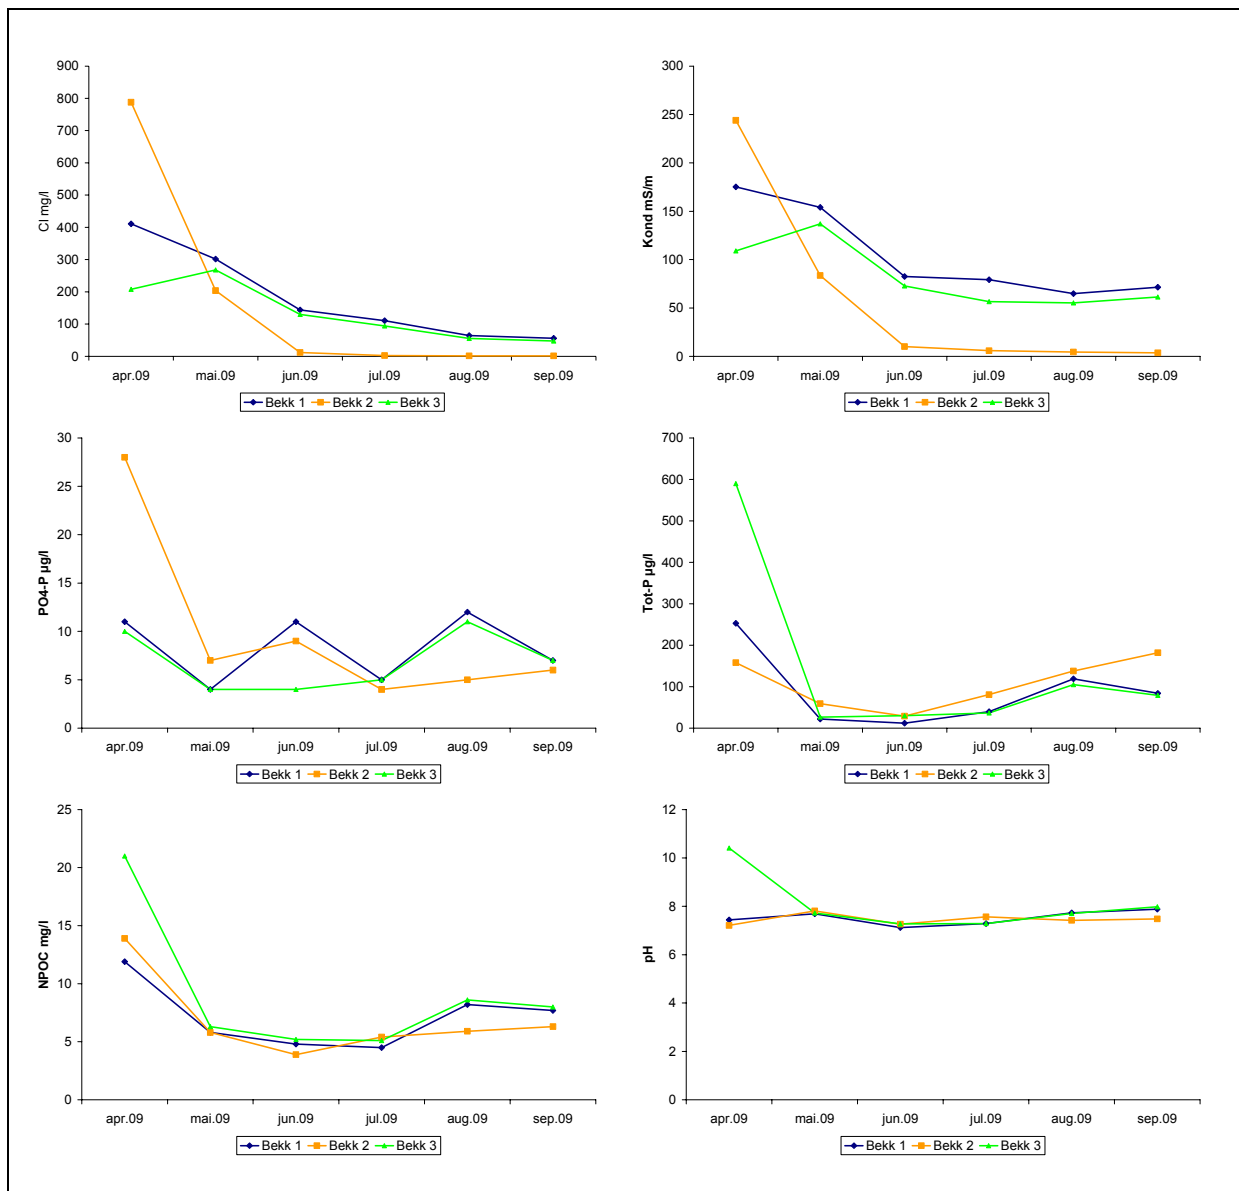 Cl mg/l
900
800
700
600
500
400
300
200
100
0
apr.09 mai.09 jun.09 jul.09 aug.09 sep.09
Bekk 1 Bekk 2 Bekk 3
Kond mS/m
300
250
200
150
100
50
0
apr.09 mai.09 jun.09 jul.09 aug.09 sep.09
Bekk 1 Bekk 2 Bekk 3
PO4-P µg/l
30
25
20
15
10
5
0
apr.09 mai.09 jun.09 jul.09 aug.09 sep.09
Bekk 1 Bekk 2 Bekk 3
Tot-P µg/l
700
600
500
400
300
200
100
0
apr.09 mai.09 jun.09 jul.09 aug.09 sep.09
Bekk 1 Bekk 2 Bekk 3
NPOC mg/l
25
20
15
10
5
0
apr.09 mai.09 jun.09 jul.09 aug.09 sep.09
Bekk 1 Bekk 2 Bekk 3
pH
12
10
8
6
4
2
0
apr.09 mai.09 jun.09 jul.09 aug.09 sep.09
Bekk 1 Bekk 2 Bekk 3